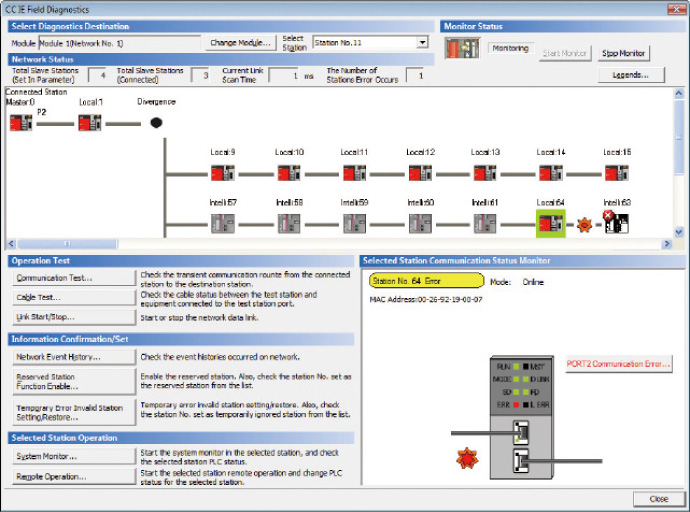 CC IE Field Diagnostics
Select Diagnostics Destination
Module Module 1(Network No. 1)
Change Module...
Select Station
Station No.11
Monitor Status
Monitoring
Start Monitor
Stop Monitor
Legends...
Network Status
Total Slave Stations (Set In Parameter) 4
Total Slave Stations (Connected) 3
Current Link Scan Time 1 ms
The Number of Stations Error Occurs 1
Connected Station
Master:0
P2
Local:1
Divergence
Local:9 Local:10 Local:11 Local:12 Local:13 Local:14 Local:15
Intelli:57 Intelli:58 Intelli:59 Intelli:60 Intelli:61 Local:64 Intelli:63
Operation Test
Communication Test...
Check the transient communication route from the connected
station to the destination station.
Cable Test...
Check the cable status between the test station and
equipment connected to the test station port.
Link Start/Stop...
Start or stop the network data link.
Information Confirmation/Set
Network Event History...
Check the event histories occurred on network.
Reserved Station
Function Enable...
Enable the reserved station. Also, check the station No. set as
the reserved station from the list.
Temporary Error Invalid Station
Setting/Restore...
Temporary error invalid station setting/restore. Also, check
the station No. set as temporarily ignored station from the list.
Selected Station Operation
System Monitor...
Start the system monitor in the selected station, and check
the selected station PLC status.
Remote Operation...
Start the selected station remote operation and change PLC
status for the selected station.
Selected Station Communication Status Monitor
Station No. 64 Error
Mode: Online
MAC Address:00-26-92-19-00-07
RUN MST
MODE D LINK
SD RD
ERR L ERR
PORT2 Communication Error...
Close